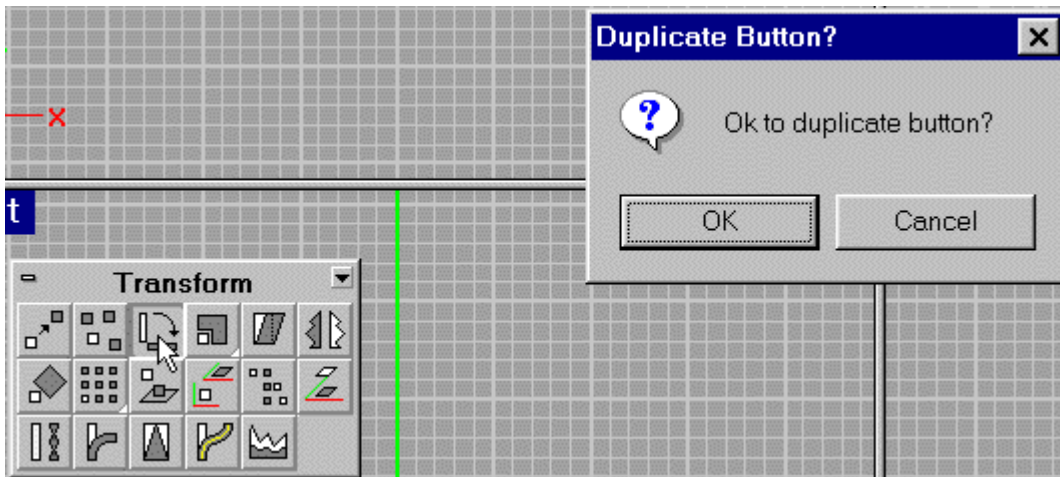 Duplicate Button?
x
Ok to duplicate button?
t
OK
Cancel
Transform